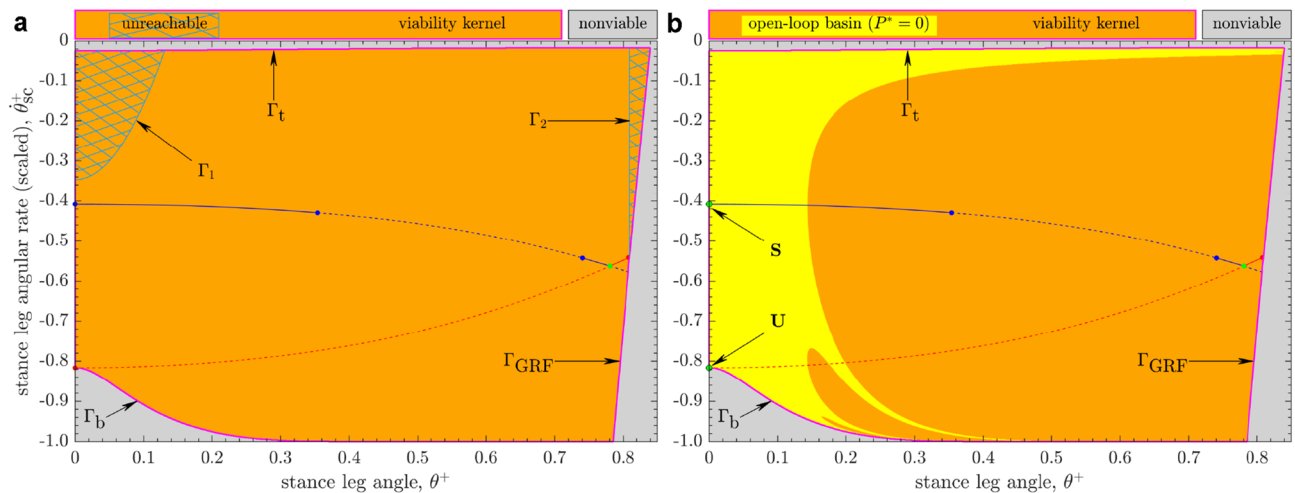 a
unreachable
viability kernel
nonviable
0
-0.1
-0.2
-0.3
-0.4
-0.5
-0.6
-0.7
-0.8
-0.9
-1.0
stance leg angular rate (scaled), θ̇⁺sc
Γt
Γ2
Γ1
ΓGRF
Γb
0 0.1 0.2 0.3 0.4 0.5 0.6 0.7 0.8
stance leg angle, θ⁺
b
open-loop basin (P* = 0)
viability kernel
nonviable
0
-0.1
-0.2
-0.3
-0.4
-0.5
-0.6
-0.7
-0.8
-0.9
-1.0
Γt
S
U
ΓGRF
Γb
0 0.1 0.2 0.3 0.4 0.5 0.6 0.7 0.8
stance leg angle, θ⁺